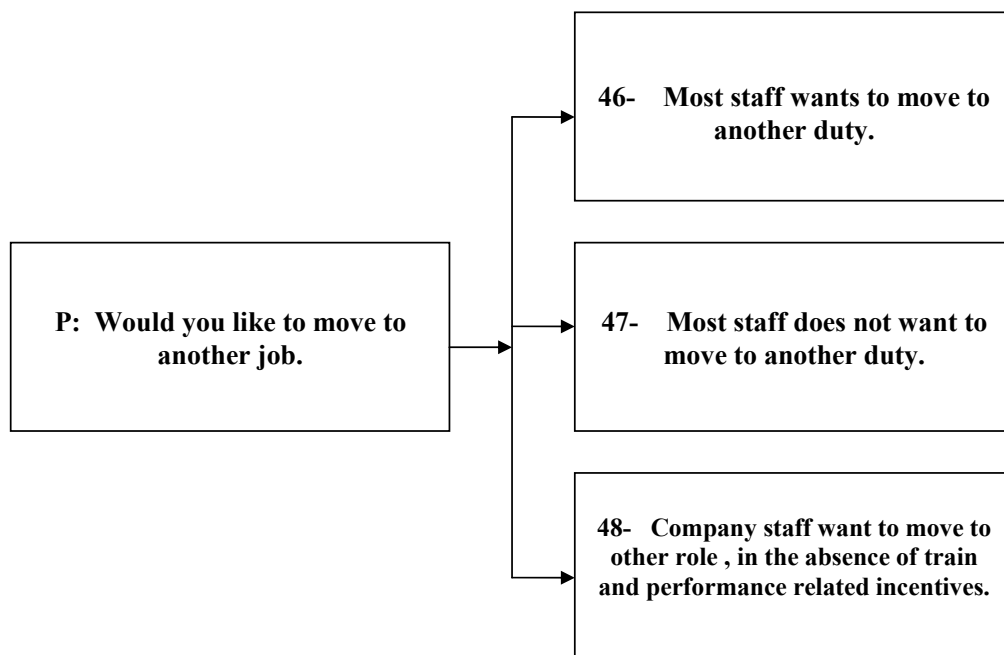 46- Most staff wants to move to
another duty.
P: Would you like to move to
another job.
47- Most staff does not want to
move to another duty.
48- Company staff want to move to
other role , in the absence of train
and performance related incentives.